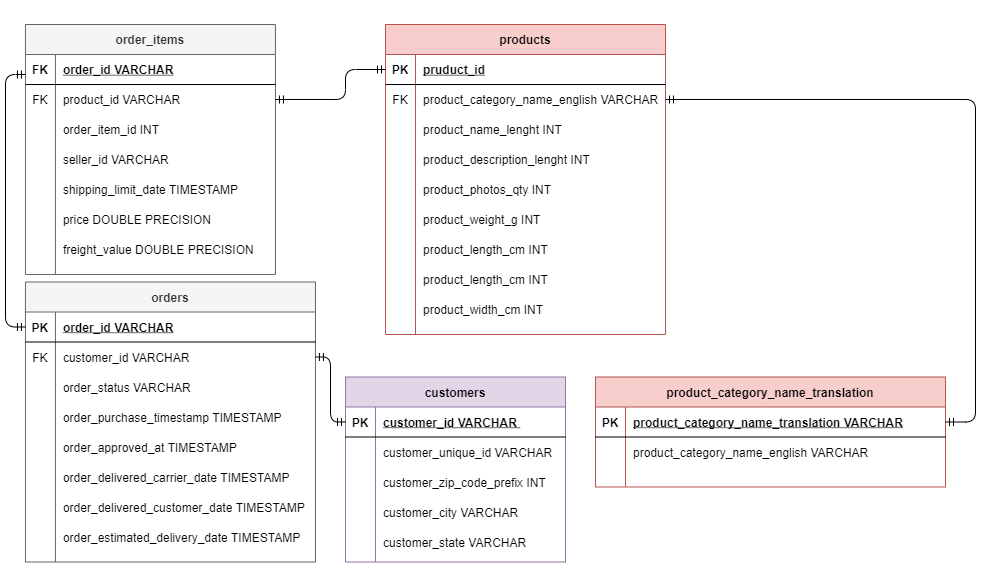 order_items
FK order_id VARCHAR
FK product_id VARCHAR
order_item_id INT
seller_id VARCHAR
shipping_limit_date TIMESTAMP
price DOUBLE PRECISION
freight_value DOUBLE PRECISION
products
PK pruduct_id
FK product_category_name_english VARCHAR
product_name_lenght INT
product_description_lenght INT
product_photos_qty INT
product_weight_g INT
product_length_cm INT
product_length_cm INT
product_width_cm INT
orders
PK order_id VARCHAR
FK customer_id VARCHAR
order_status VARCHAR
order_purchase_timestamp TIMESTAMP
order_approved_at TIMESTAMP
order_delivered_carrier_date TIMESTAMP
order_delivered_customer_date TIMESTAMP
order_estimated_delivery_date TIMESTAMP
customers
PK customer_id VARCHAR
customer_unique_id VARCHAR
customer_zip_code_prefix INT
customer_city VARCHAR
customer_state VARCHAR
product_category_name_translation
PK product_category_name_translation VARCHAR
product_category_name_english VARCHAR